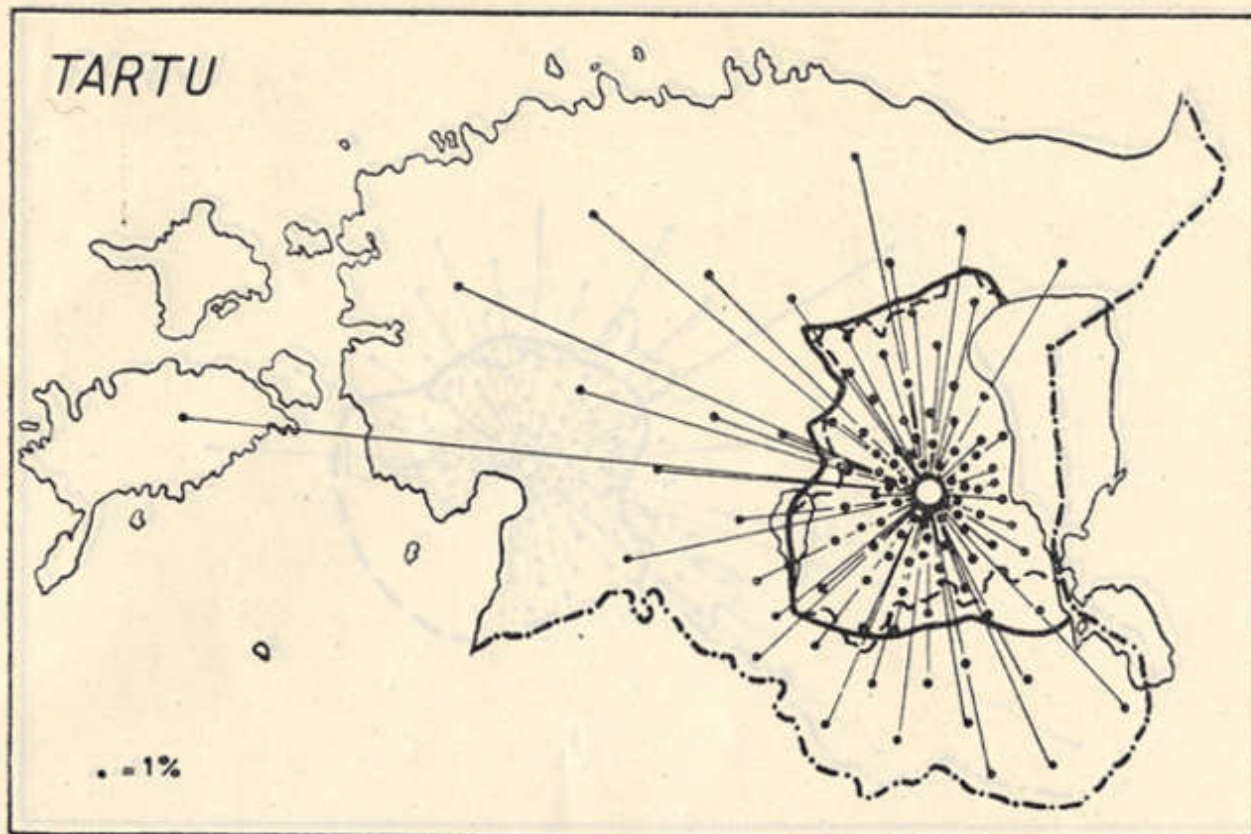 TARTU
. = 1%